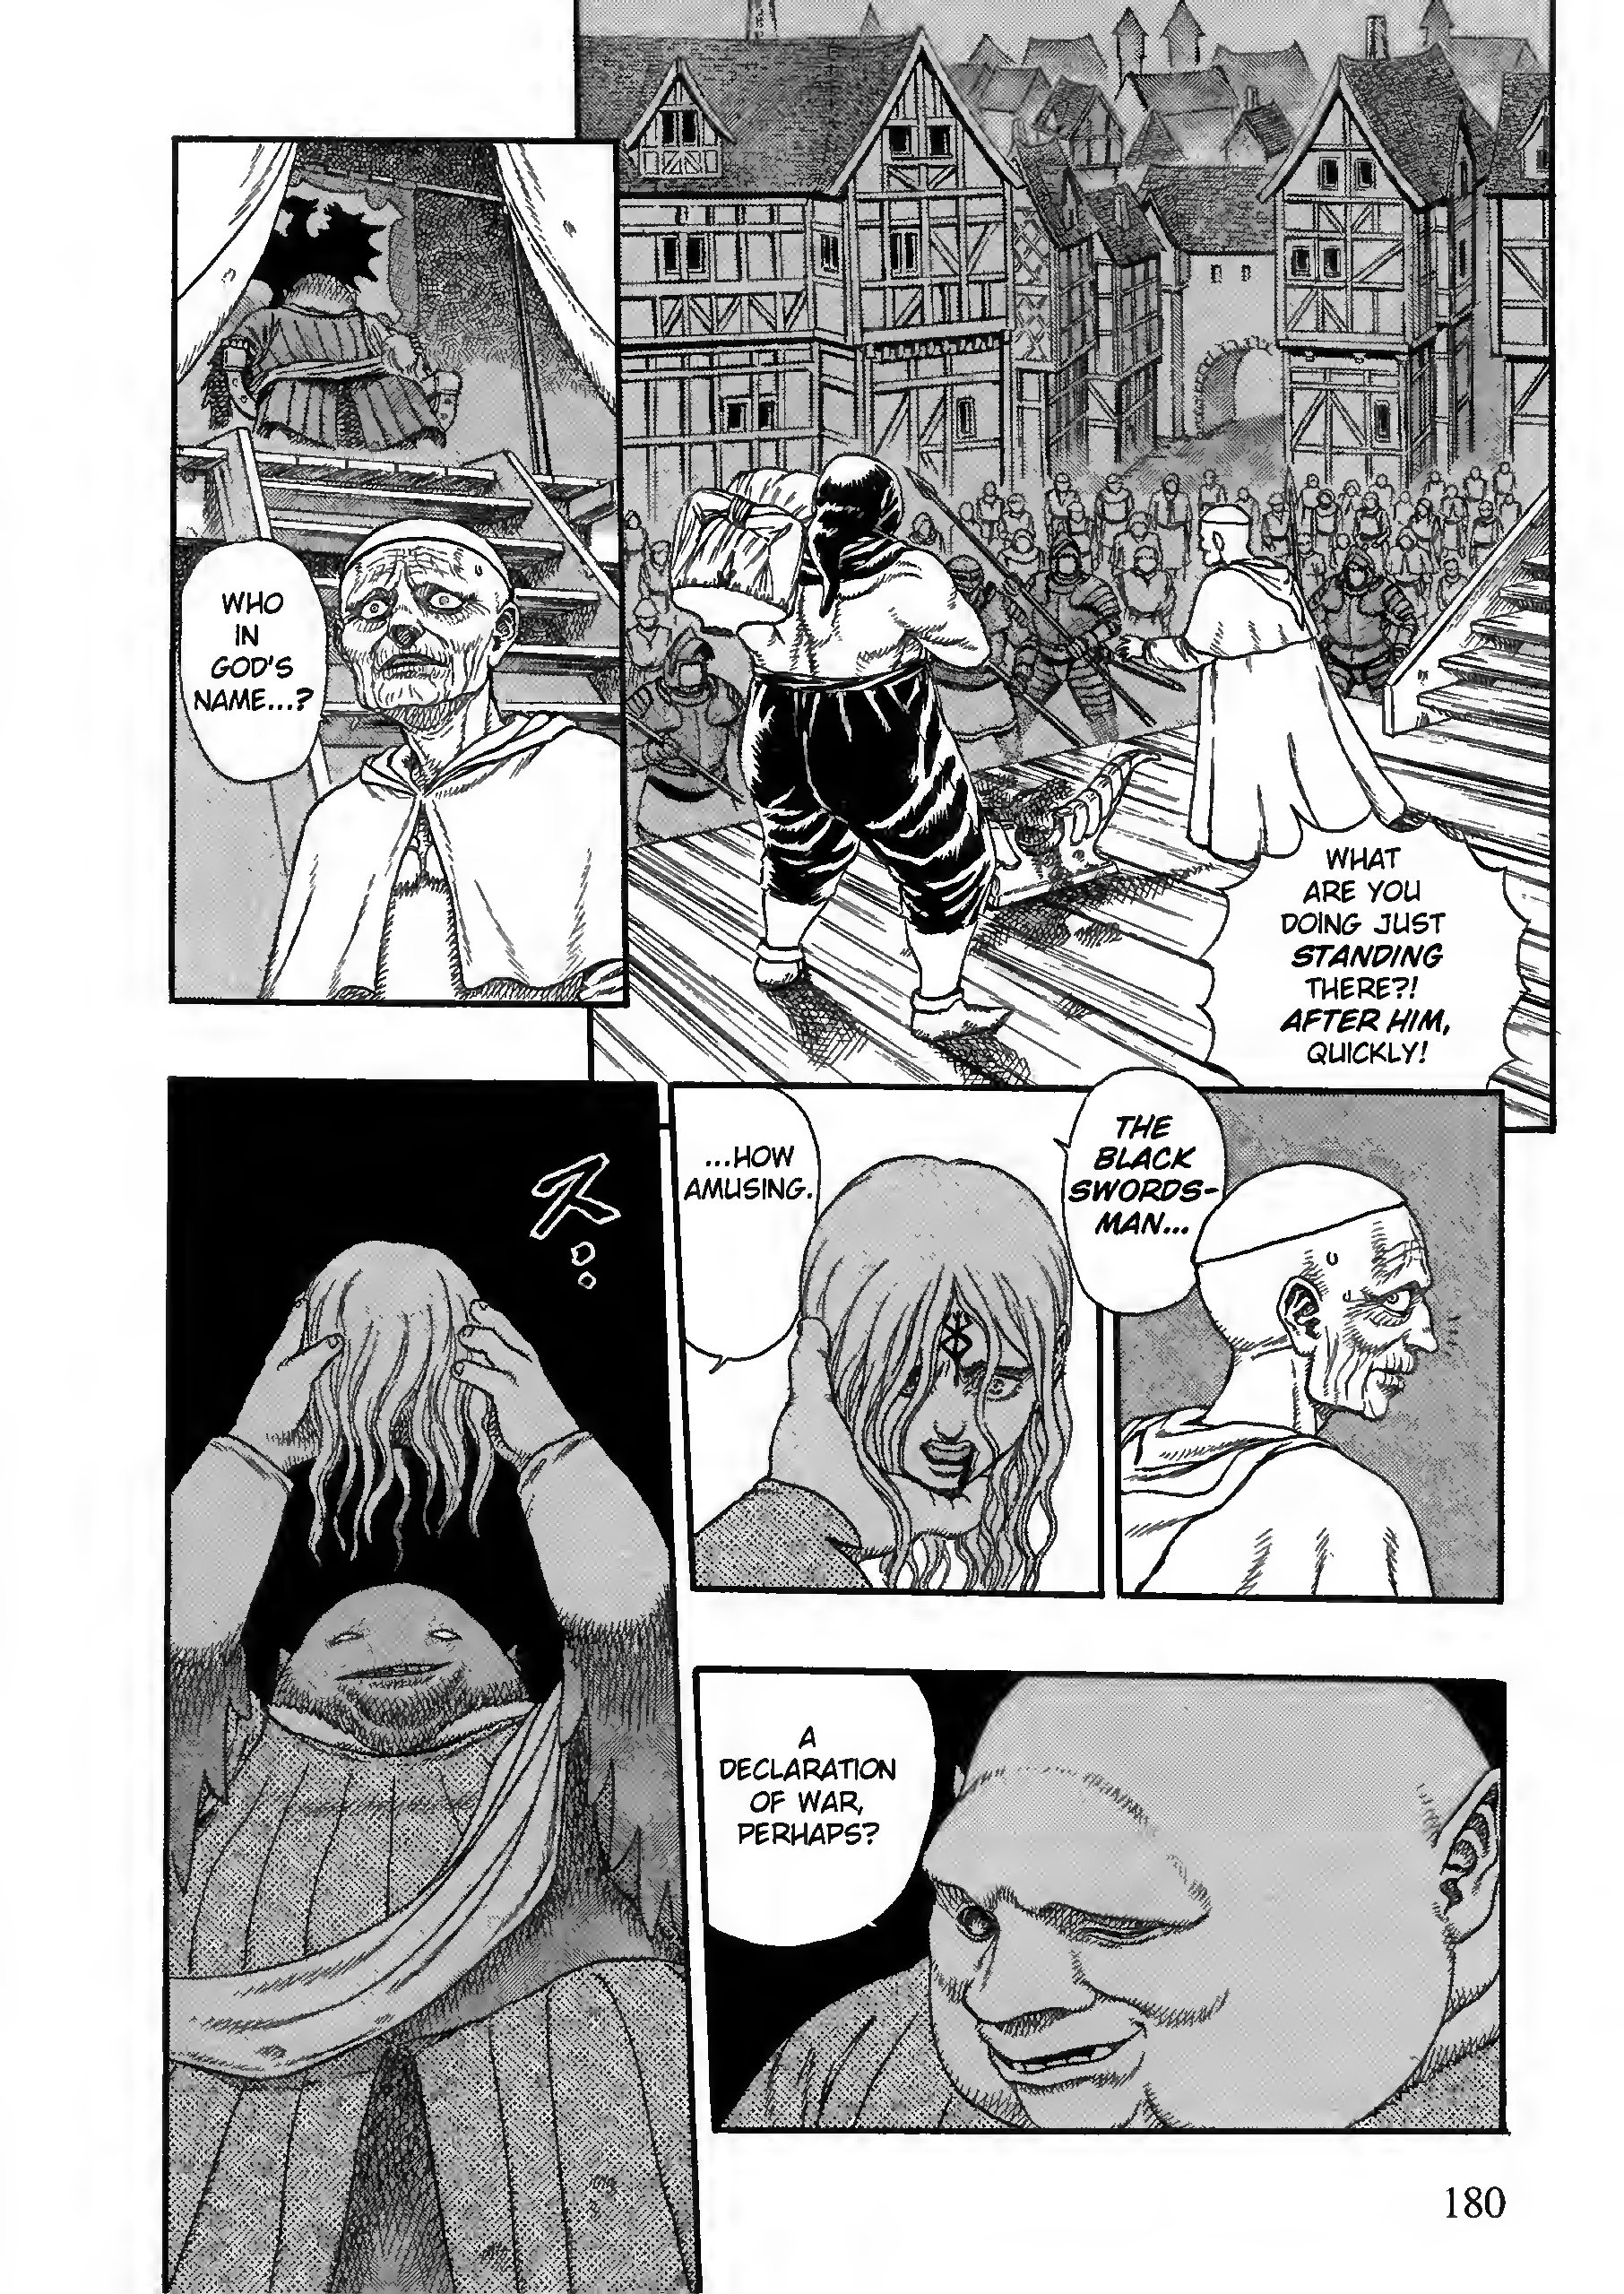 WHAT
ARE YOU
DOING JUST
STANDING
THERE?!
AFTER HIM,
QUICKLY!
WHO
IN
GOD'S
NAME...?
THE
BLACK
SWORDS-
MAN...
...HOW
AMUSING.
ス
A
DECLARATION
OF WAR,
PERHAPS?
180